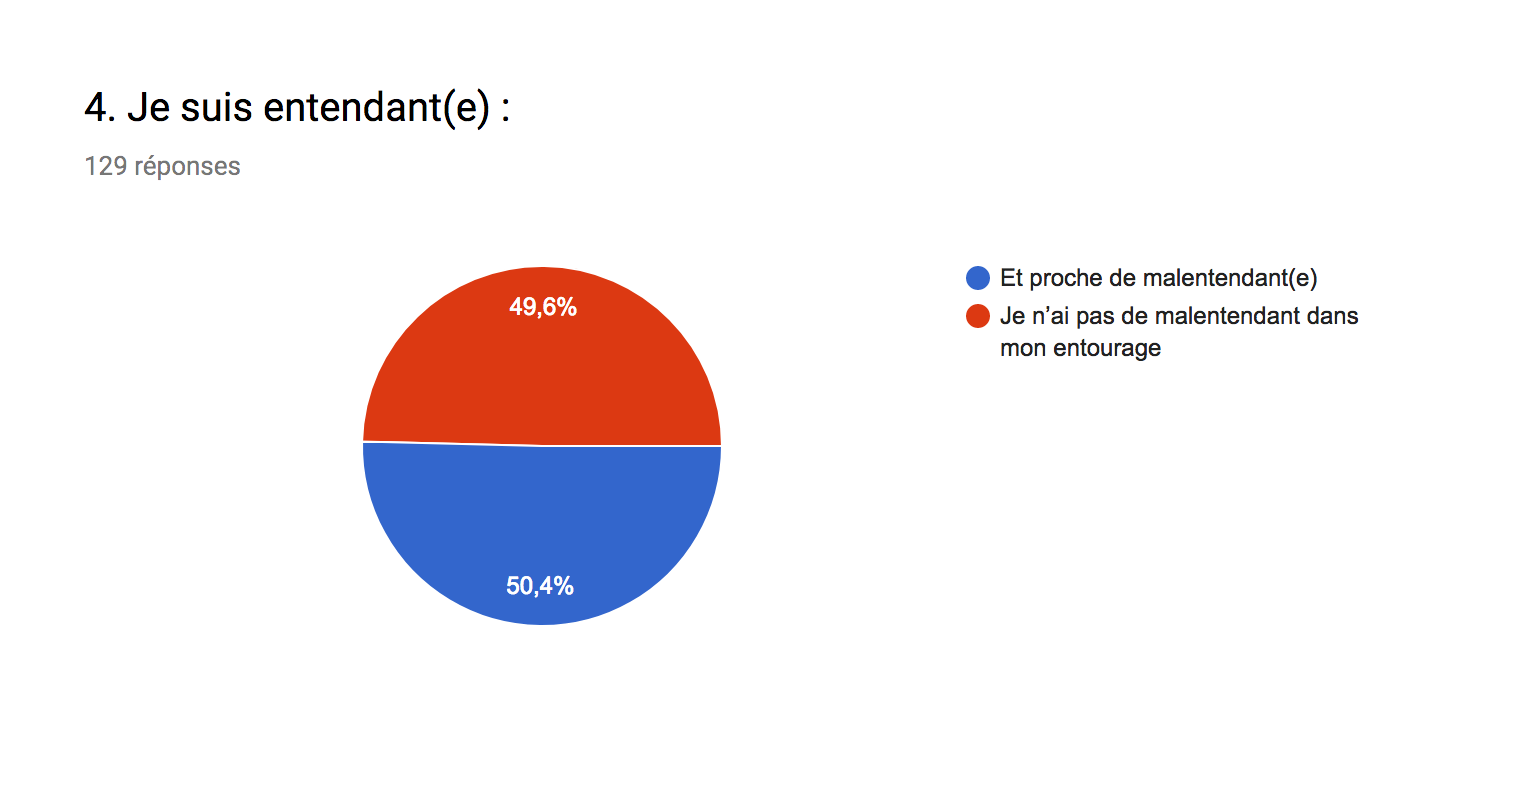 4. Je suis entendant(e) :
129 réponses
49,6%
50,4%
Et proche de malentendant(e)
Je n’ai pas de malentendant dans
mon entourage